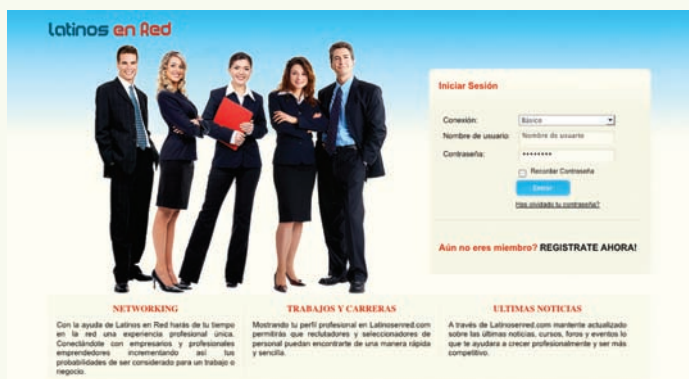 Latinos en Red
Iniciar Sesión
Conexión: Básico
Nombre de usuario Nombre de usuario
Contraseña: ********
Recordar Contraseña
Entrar
Has olvidado tu contraseña?
Aún no eres miembro? REGISTRATE AHORA!
NETWORKING
Con la ayuda de Latinos en Red harás de tu tiempo
en la red una experiencia profesional única.
Conectándote con empresarios y profesionales
emprendedores incrementando así tus
probabilidades de ser considerado para un trabajo o
negocio.
TRABAJOS Y CARRERAS
Mostrando tu perfil profesional en Latinosenred.com
permitirás que reclutadores y seleccionadores de
personal puedan encontrarte de una manera rápida
y sencilla.
ULTIMAS NOTICIAS
A través de Latinosenred.com mantente actualizado
sobre las últimas noticias, cursos, foros y eventos lo
que te ayudara a crecer profesionalmente y ser más
competitivo.